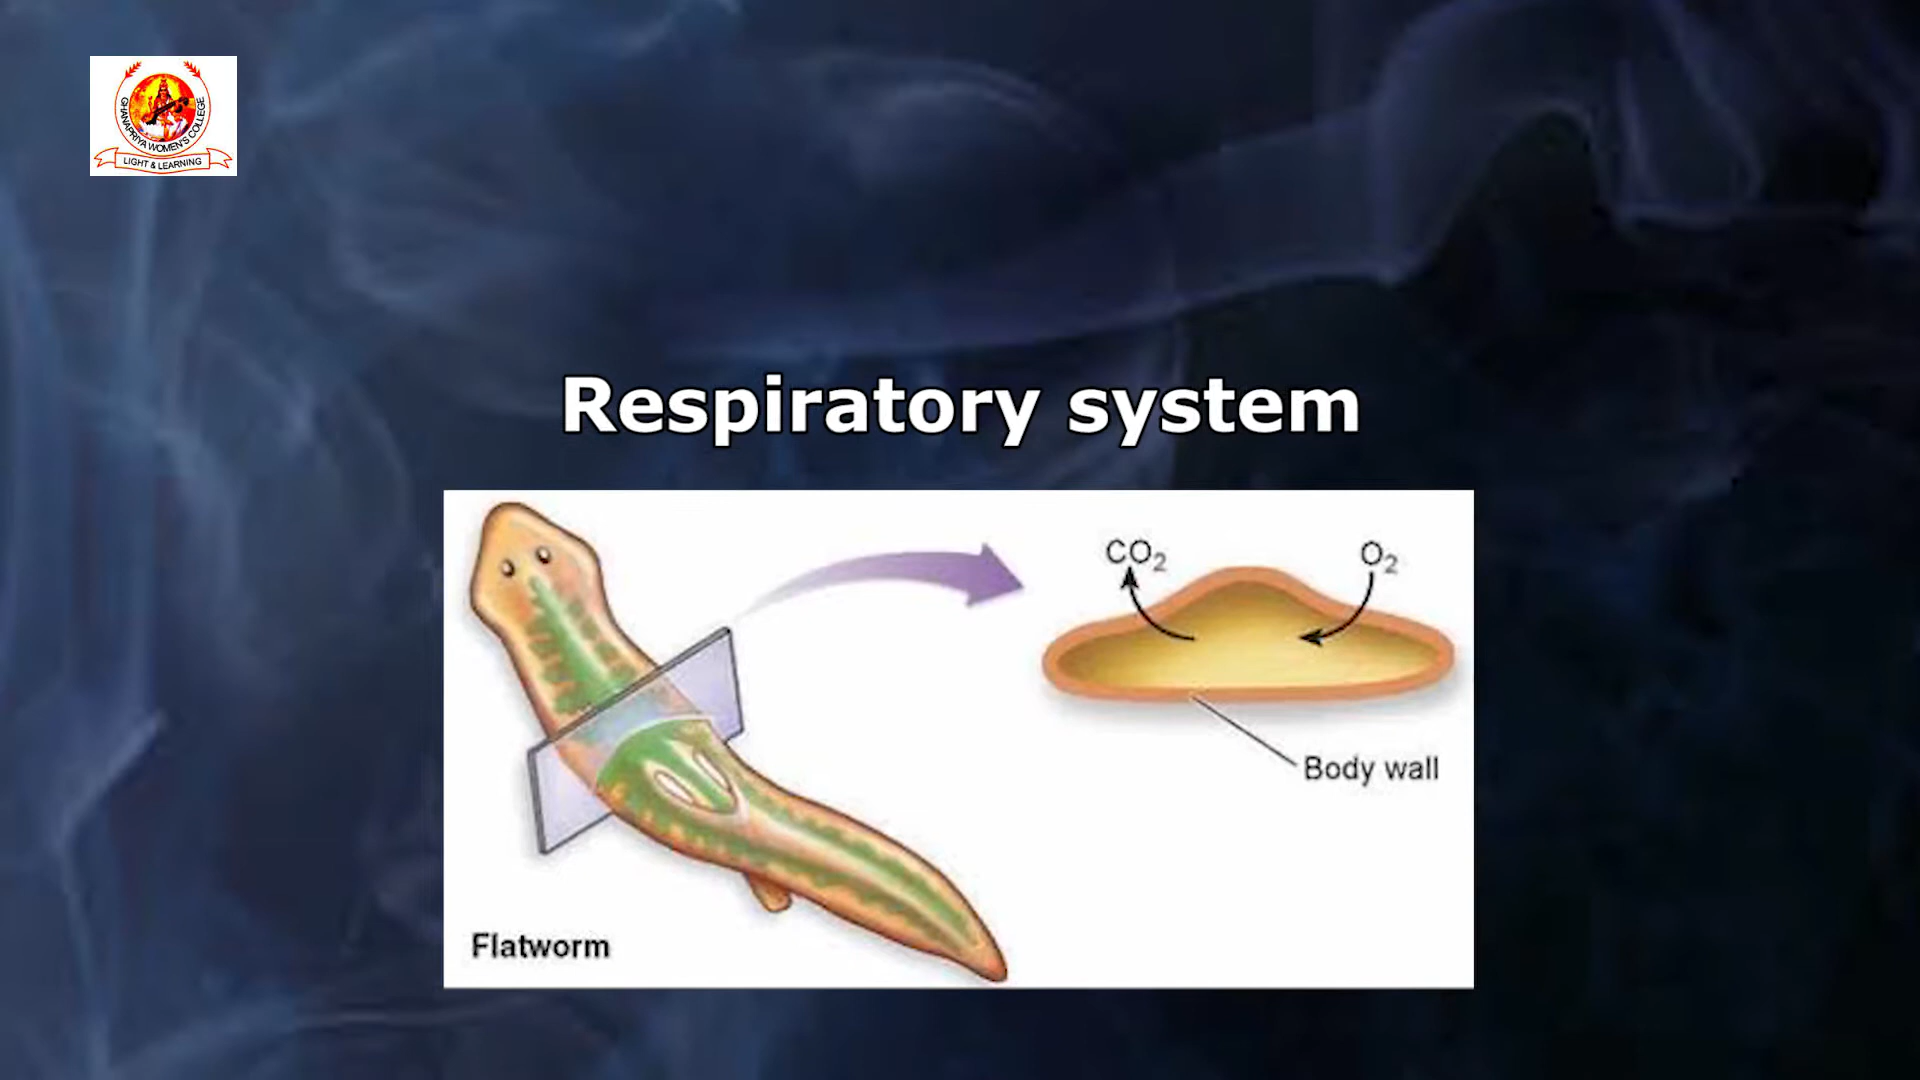 GHANAPRIYA WOMEN'S COLLEGE
LIGHT & LEARNING
Respiratory system
CO₂
O₂
Body wall
Flatworm